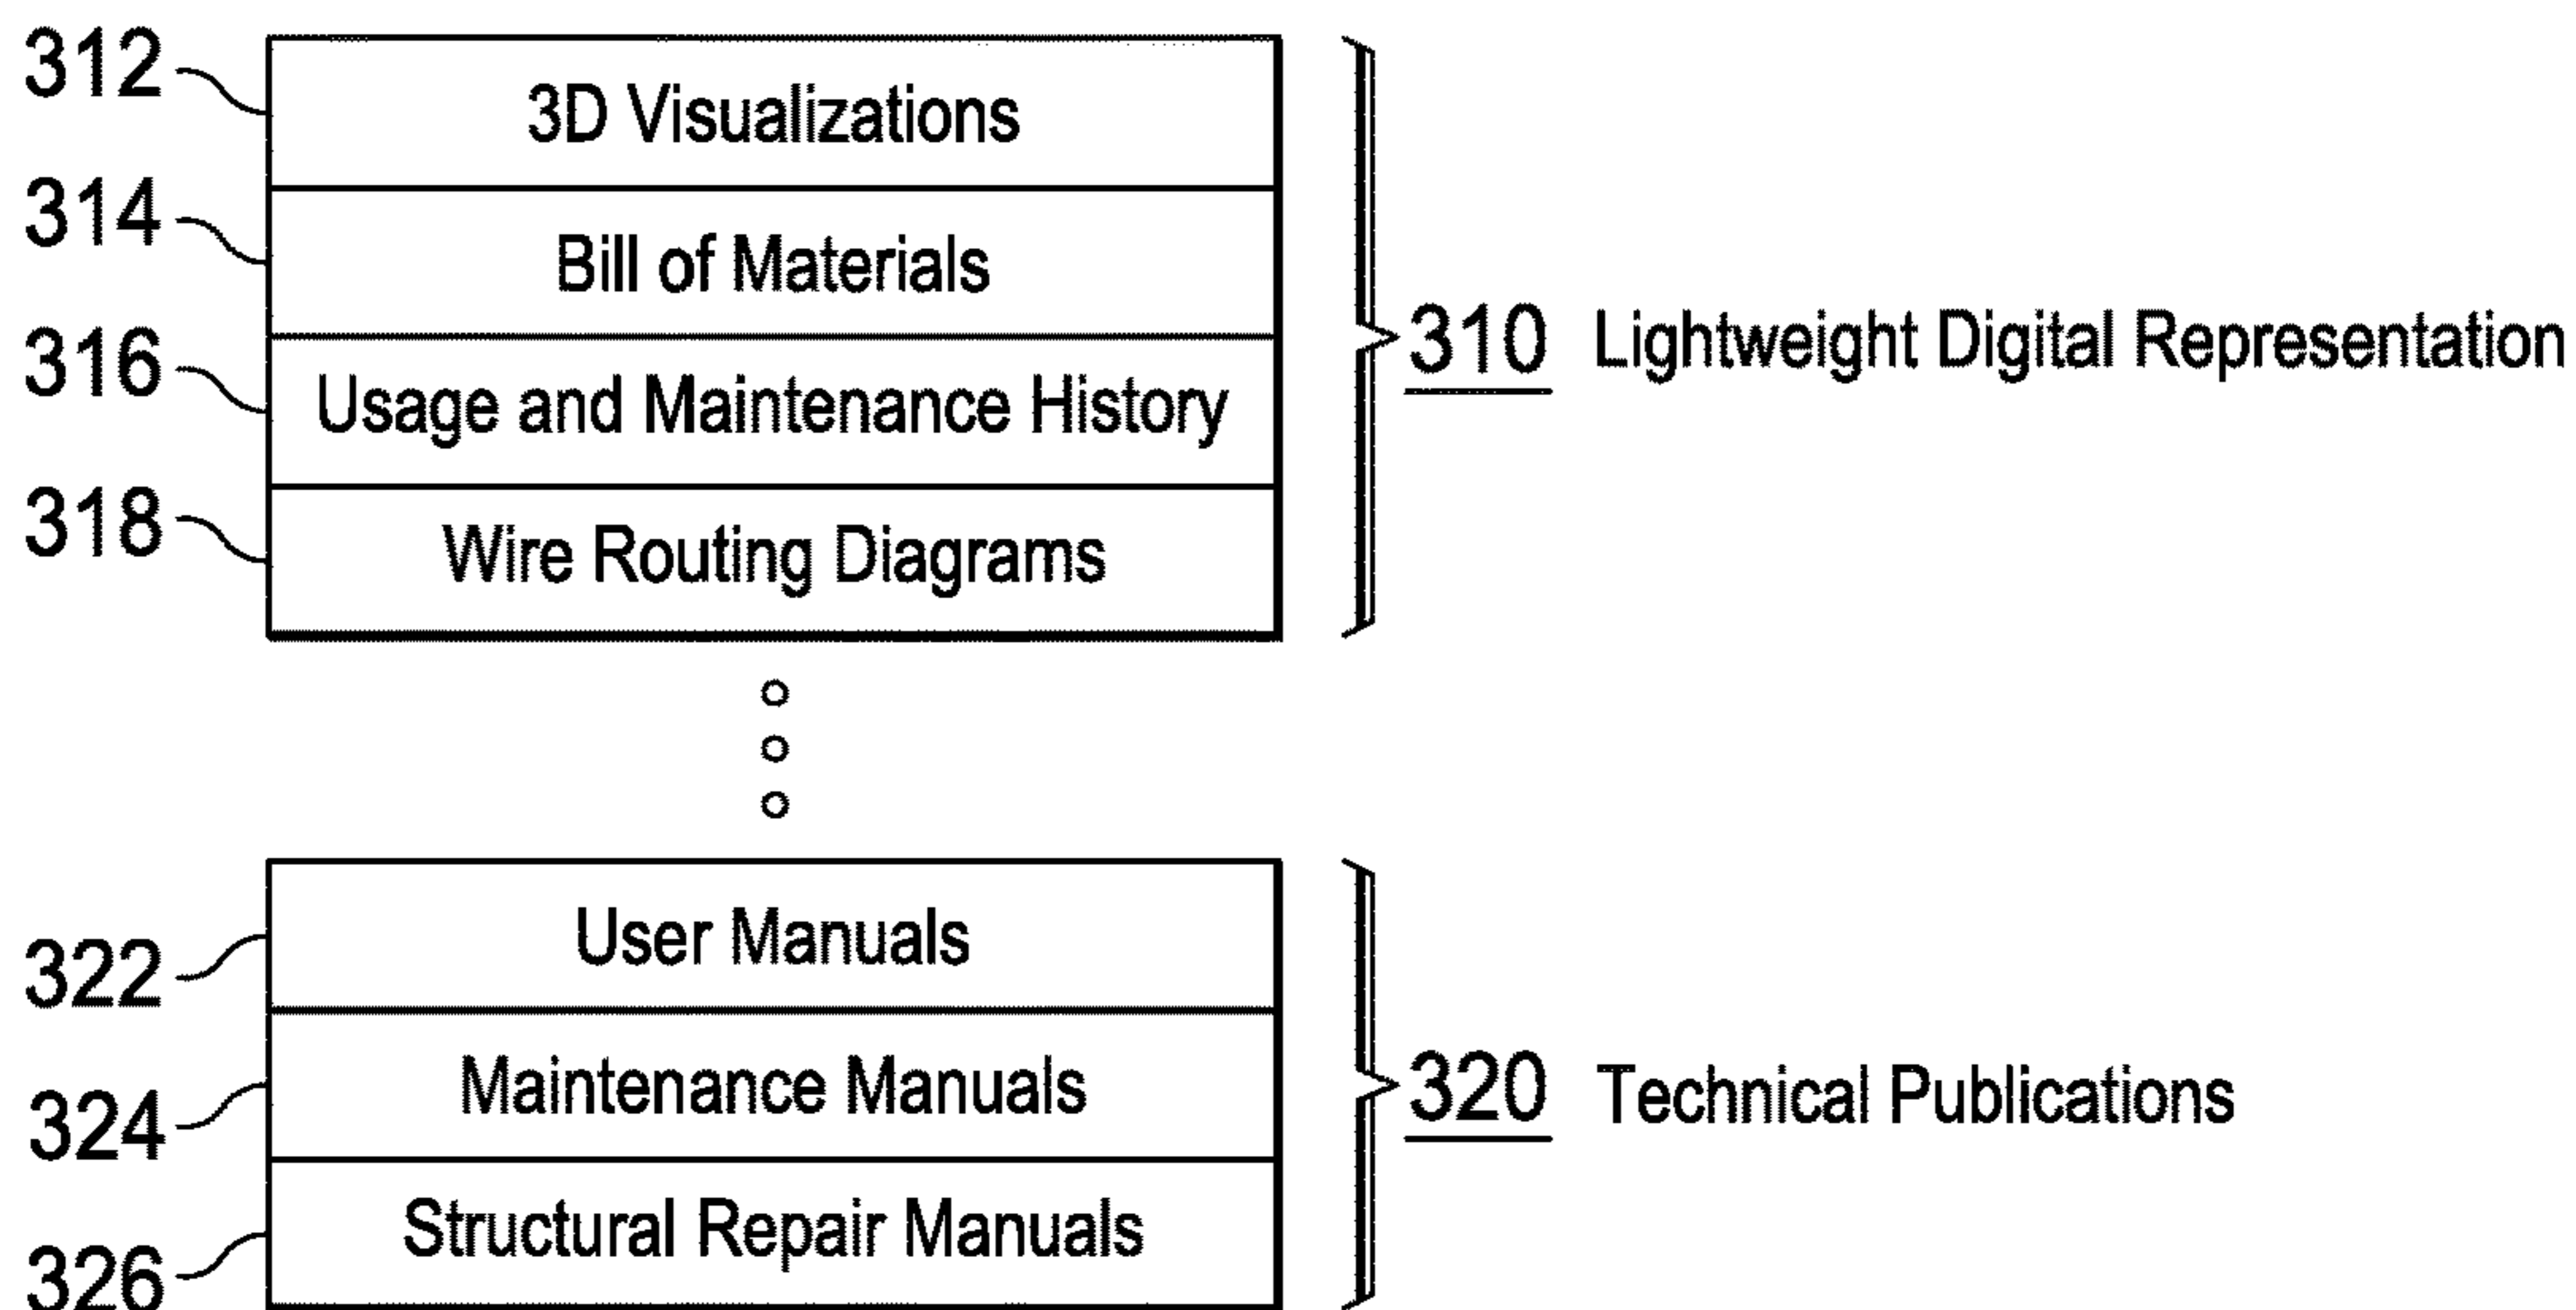 312
3D Visualizations
314
Bill of Materials
316
Usage and Maintenance History
318
Wire Routing Diagrams
310 Lightweight Digital Representation
322
User Manuals
324
Maintenance Manuals
326
Structural Repair Manuals
320 Technical Publications